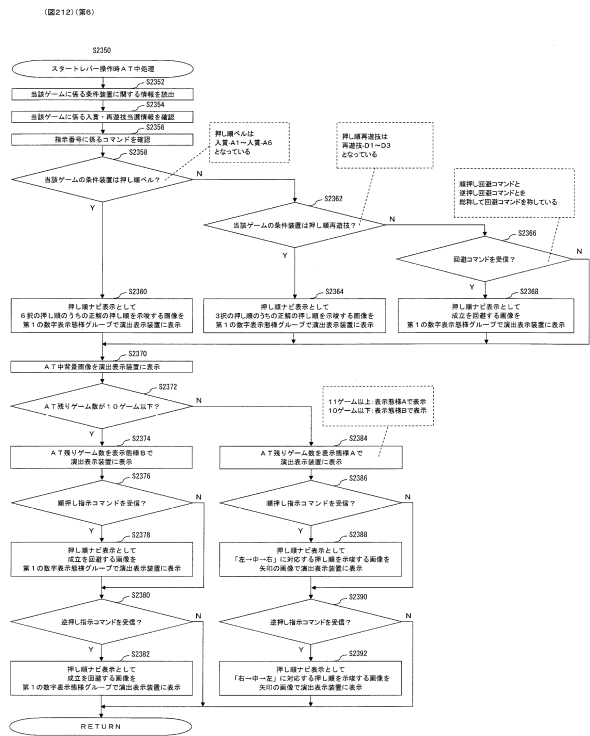 (図212)(第6)
S2350
スタートレバー操作時AT中処理
S2352
当該ゲームに係る条件装置に関する情報を読出
S2354
当該ゲームに係る入賞・再遊技当選情報を確認
S2356
指示番号に係るコマンドを確認
S2358
当該ゲームの条件装置は押し順ベル?
N
Y
押し順ベルは
入賞-A1~入賞-A6
となっている
S2362
当該ゲームの条件装置は押し順再遊技?
N
Y
押し順再遊技は
再遊技-D1~D3
となっている
S2366
回避コマンドを受信?
N
Y
順押し回避コマンドと
逆押し回避コマンドとを
総称して回避コマンドを称している
S2360
押し順ナビ表示として
6択の押し順のうちの正解の押し順を示唆する画像を
第1の数字表示態様グループで演出表示装置に表示
S2364
押し順ナビ表示として
3択の押し順のうちの正解の押し順を示唆する画像を
第1の数字表示態様グループで演出表示装置に表示
S2368
押し順ナビ表示として
成立を回避する画像を
第1の数字表示態様グループで演出表示装置に表示
S2370
AT中背景画像を演出表示装置に表示
S2372
AT残りゲーム数が10ゲーム以下?
N
Y
11ゲーム以上:表示態様Aで表示
10ゲーム以下:表示態様Bで表示
S2374
AT残りゲーム数を表示態様Bで
演出表示装置に表示
S2384
AT残りゲーム数を表示態様Aで
演出表示装置に表示
S2376
順押し指示コマンドを受信?
N
Y
S2386
順押し指示コマンドを受信?
N
Y
S2378
押し順ナビ表示として
成立を回避する画像を
第1の数字表示態様グループで演出表示装置に表示
S2388
押し順ナビ表示として
「左→中→右」に対応する押し順を示唆する画像を
矢印の画像で演出表示装置に表示
S2380
逆押し指示コマンドを受信?
N
Y
S2390
逆押し指示コマンドを受信?
N
Y
S2382
押し順ナビ表示として
成立を回避する画像を
第1の数字表示態様グループで演出表示装置に表示
S2392
押し順ナビ表示として
「右→中→左」に対応する押し順を示唆する画像を
矢印の画像で演出表示装置に表示
RETURN